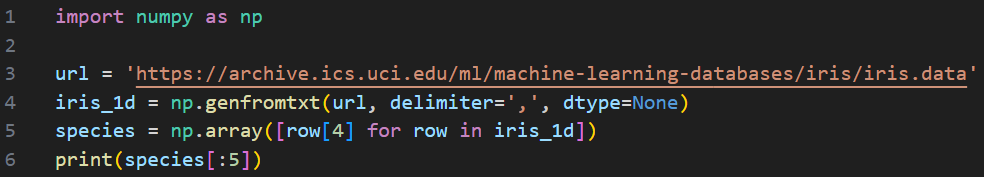 1 import numpy as np
2
3 url = 'https://archive.ics.uci.edu/ml/machine-learning-databases/iris/iris.data'
4 iris_1d = np.genfromtxt(url, delimiter=',', dtype=None)
5 species = np.array([row[4] for row in iris_1d])
6 print(species[:5])